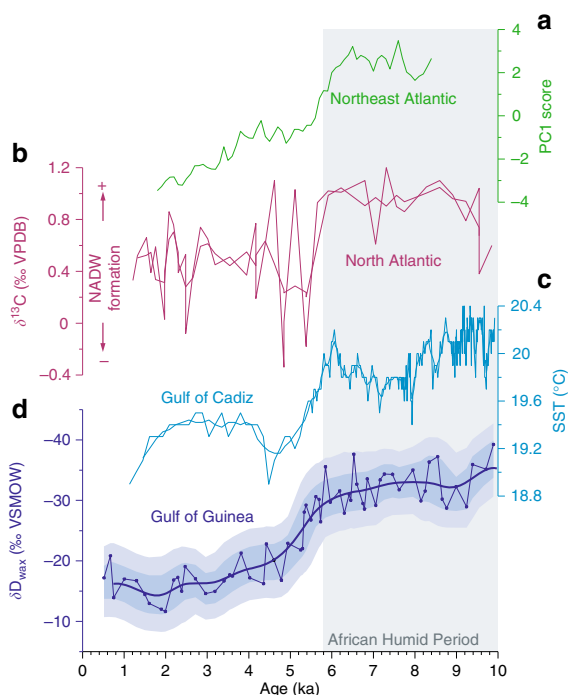 a
4
2
0
−2
−4
PC1 score
Northeast Atlantic
b
1.2
0.8
0.4
0
−0.4
δ¹³C (‰ VPDB)
+
NADW
formation
−
North Atlantic
c
20.4
20.0
19.6
19.2
18.8
SST (°C)
Gulf of Cadiz
d
−40
−30
−20
−10
δD_wax (‰ VSMOW)
Gulf of Guinea
African Humid Period
0 1 2 3 4 5 6 7 8 9 10
Age (ka)